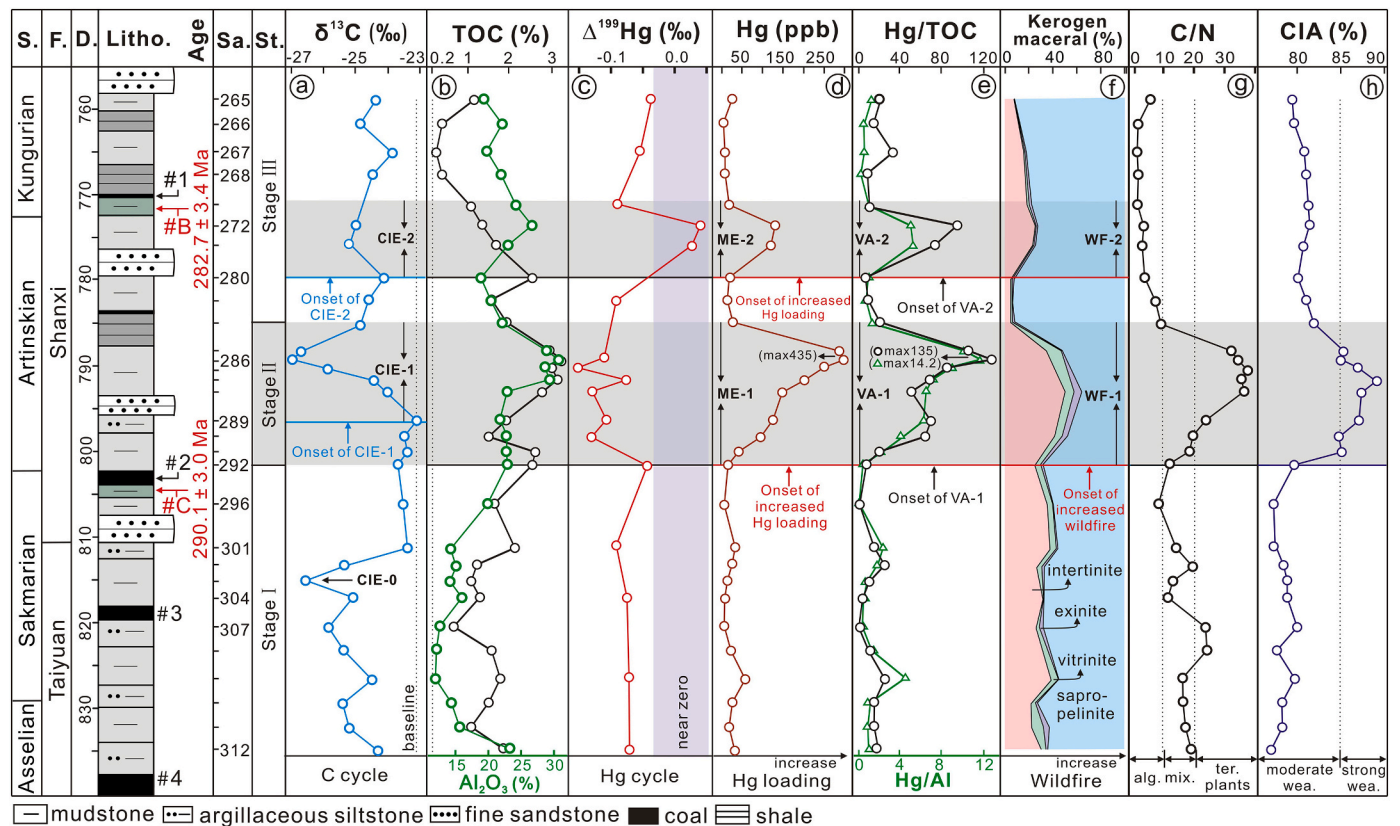 S. F. D. Litho. Age Sa. St. δ¹³C (‰) TOC (%) Δ¹⁹⁹Hg (‰) Hg (ppb) Hg/TOC Kerogen maceral (%) C/N CIA (%)
-27 -25 -23 0.2 1 2 3 -0.1 0.0 50 150 250 0 4 8 12 0 40 80 0 10 20 30 40 80 85 90
a b c d e f g h
Kungurian
Artinskian
Sakmarian
Asselian
Shanxi
Taiyuan
760
770
780
790
800
810
820
830
#1
#B
282.7 ± 3.4 Ma
#2
#C
290.1 ± 3.0 Ma
#3
#4
265
266
267
268
272
280
286
289
292
296
301
304
307
312
Stage III
Stage II
Stage I
CIE-2
Onset of
CIE-2
CIE-1
Onset of CIE-1
CIE-0
baseline
near zero
ME-2
Onset of increased
Hg loading
(max435)
ME-1
Onset of
increased
Hg loading
VA-2
Onset of VA-2
(max135)
(max14.2)
VA-1
Onset of VA-1
WF-2
WF-1
Onset of
increased
wildfire
intertinite
exinite
vitrinite
sapro-
pelinite
C cycle
15 20 25 30
Al₂O₃ (%)
Hg cycle
increase
Hg loading
0 4 8 12
Hg/Al
increase
Wildfire
alg. mix. ter.
plants
moderate
wea.
strong
wea.
mudstone argillaceous siltstone fine sandstone coal shale